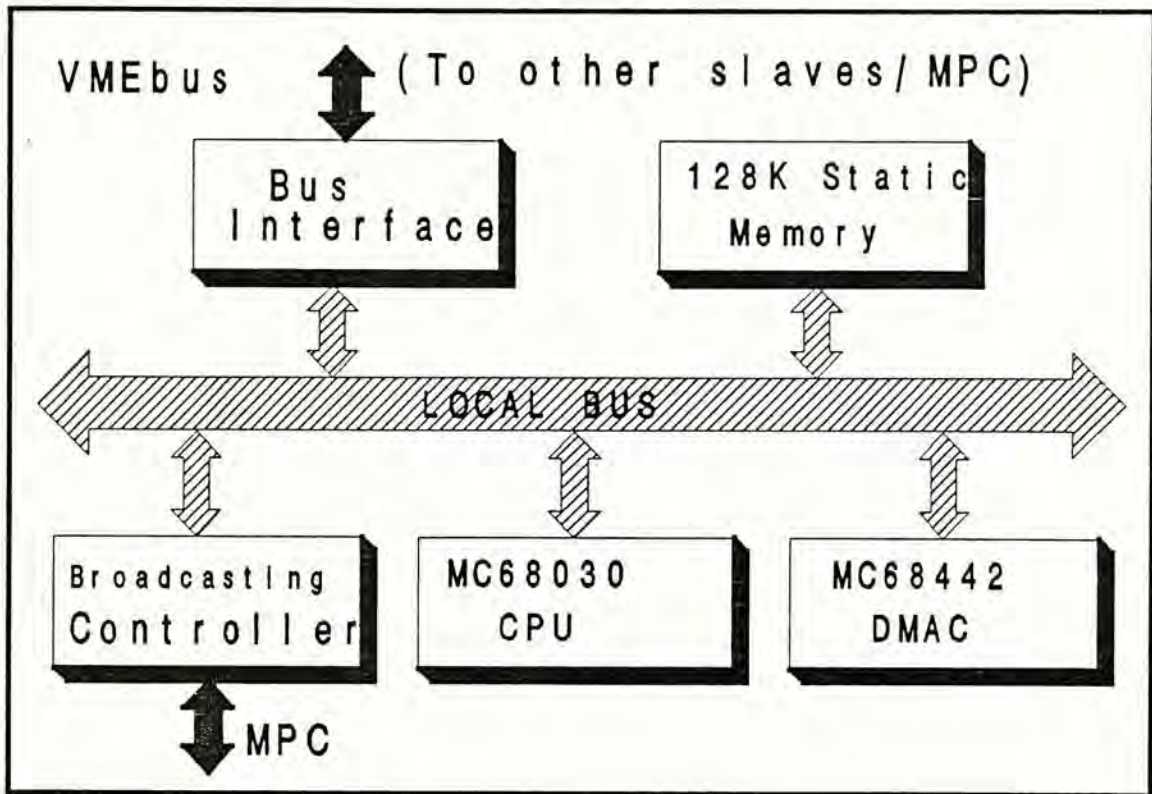 VMEbus (To other slaves/MPC)
Bus
Interface
128K Static
Memory
LOCAL BUS
Broadcasting
Controller
MC68030
CPU
MC68442
DMAC
MPC